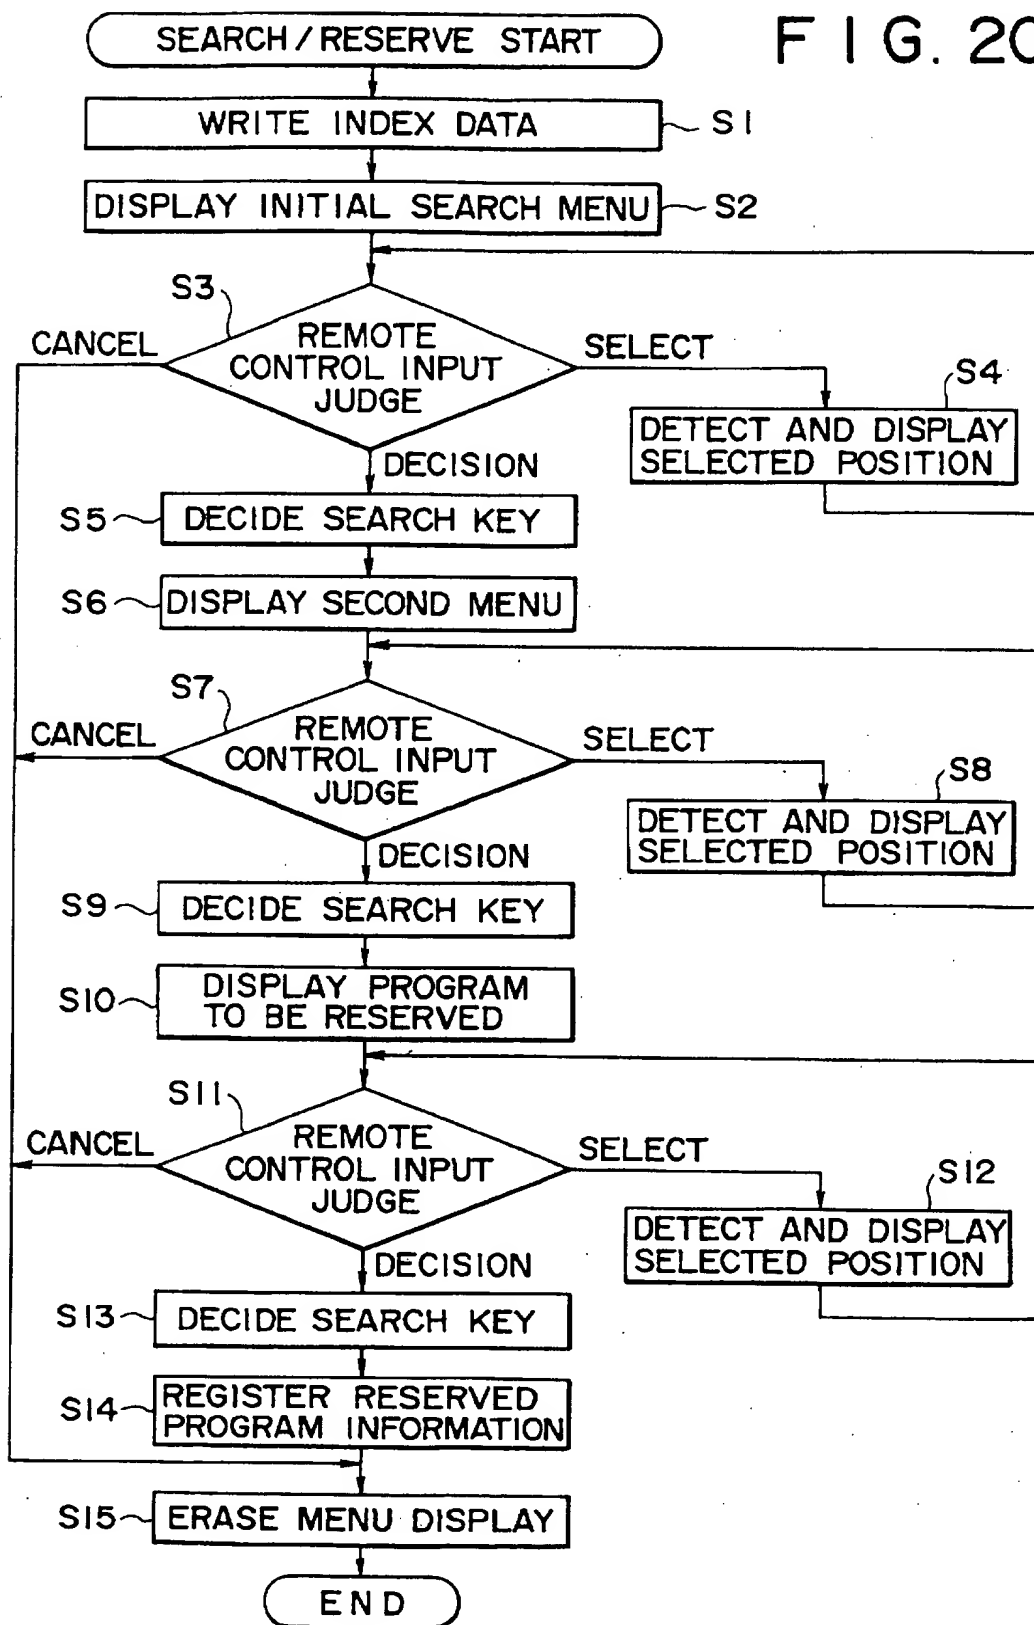 SEARCH/RESERVE START
FIG. 20
WRITE INDEX DATA
S1
DISPLAY INITIAL SEARCH MENU
S2
S3
CANCEL
REMOTE
CONTROL INPUT
JUDGE
SELECT
S4
DETECT AND DISPLAY
SELECTED POSITION
DECISION
S5
DECIDE SEARCH KEY
S6
DISPLAY SECOND MENU
S7
CANCEL
REMOTE
CONTROL INPUT
JUDGE
SELECT
S8
DETECT AND DISPLAY
SELECTED POSITION
DECISION
S9
DECIDE SEARCH KEY
S10
DISPLAY PROGRAM
TO BE RESERVED
S11
CANCEL
REMOTE
CONTROL INPUT
JUDGE
SELECT
S12
DETECT AND DISPLAY
SELECTED POSITION
DECISION
S13
DECIDE SEARCH KEY
S14
REGISTER RESERVED
PROGRAM INFORMATION
S15
ERASE MENU DISPLAY
END